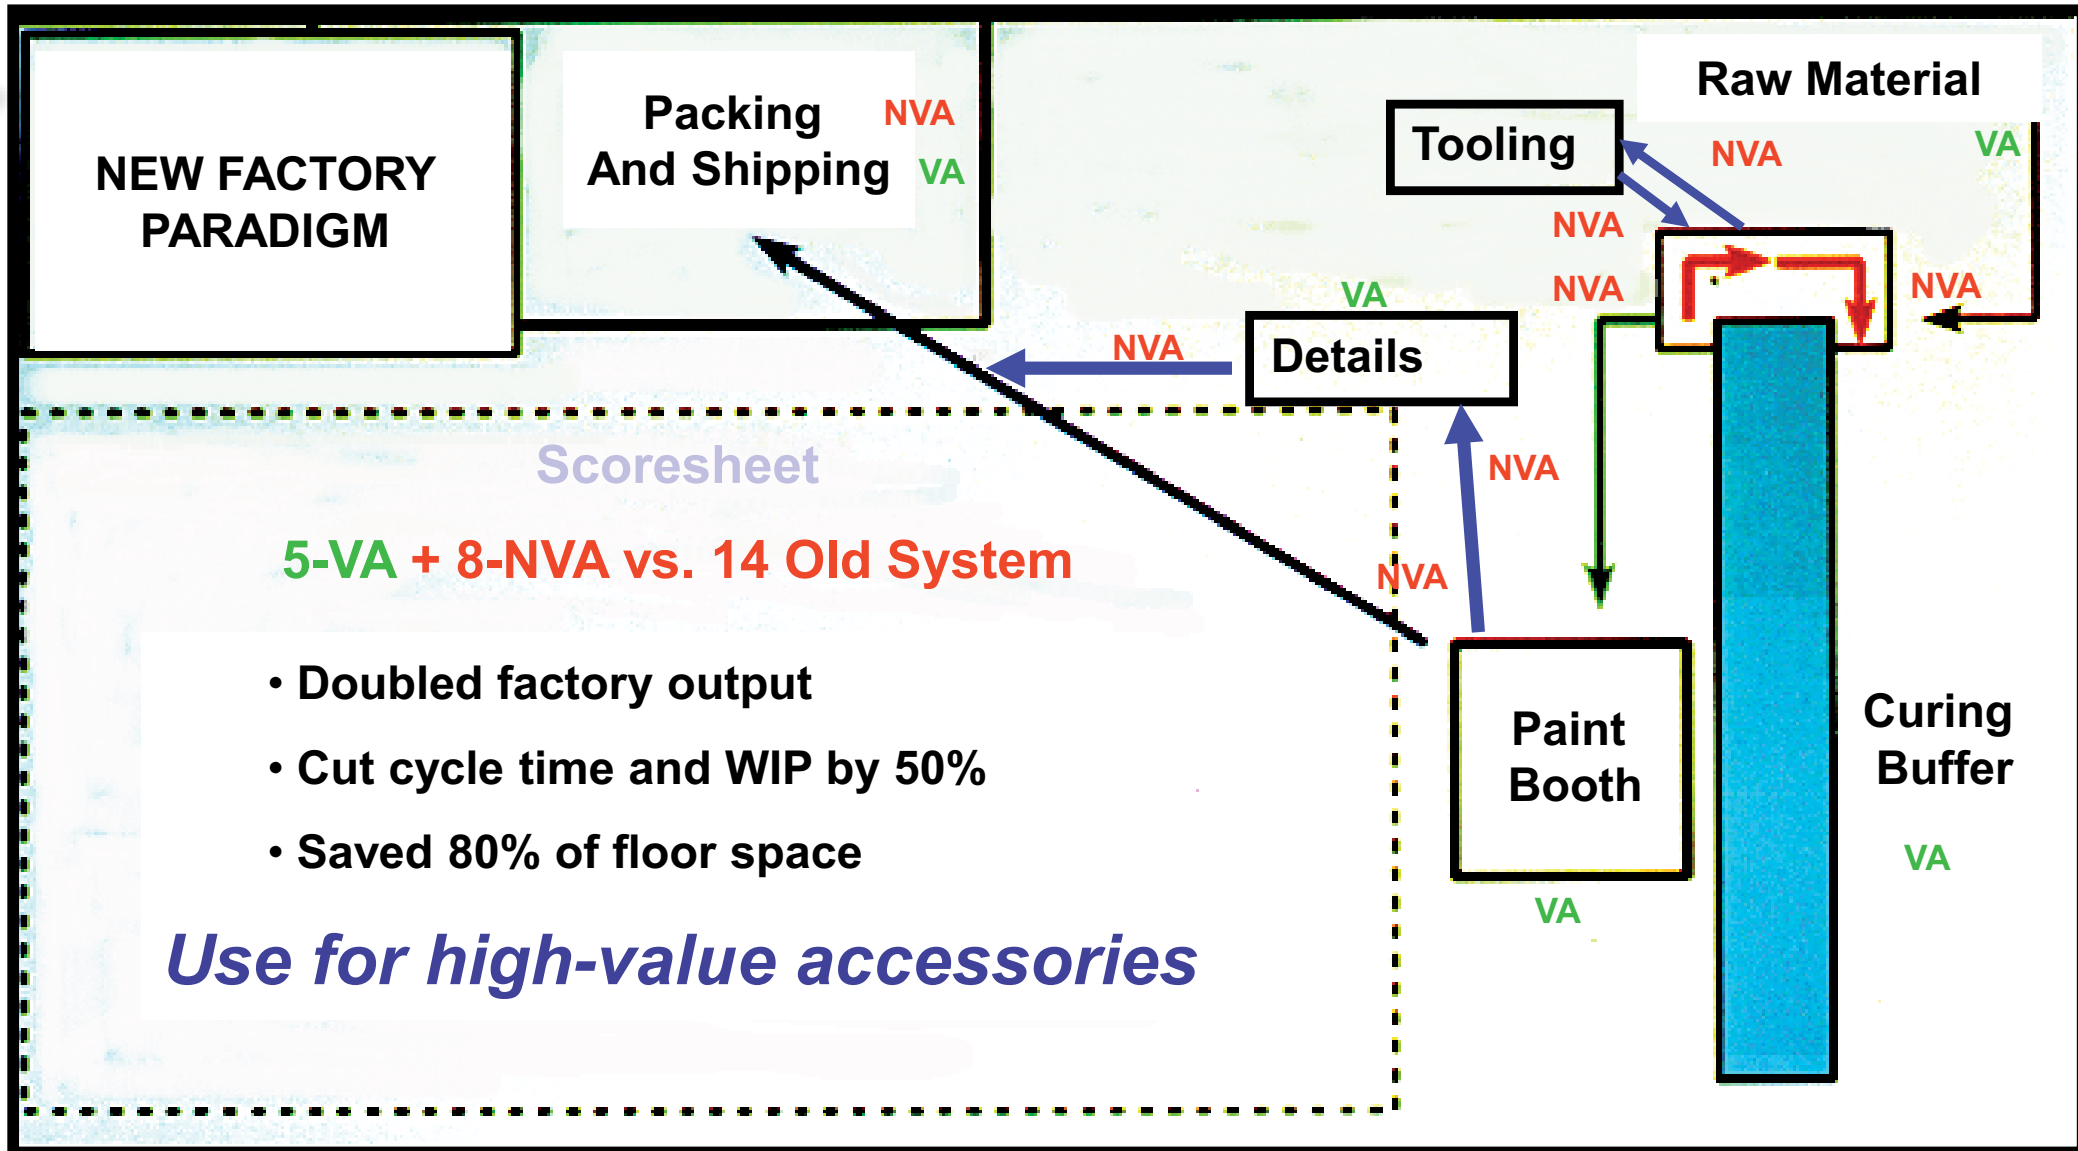 NEW FACTORY
PARADIGM
Packing
And Shipping
NVA
VA
Raw Material
Tooling
NVA
VA
NVA
NVA
NVA
VA
Details
NVA
NVA
NVA
Scoresheet
5-VA + 8-NVA vs. 14 Old System
• Doubled factory output
• Cut cycle time and WIP by 50%
• Saved 80% of floor space
Use for high-value accessories
Paint
Booth
VA
Curing
Buffer
VA